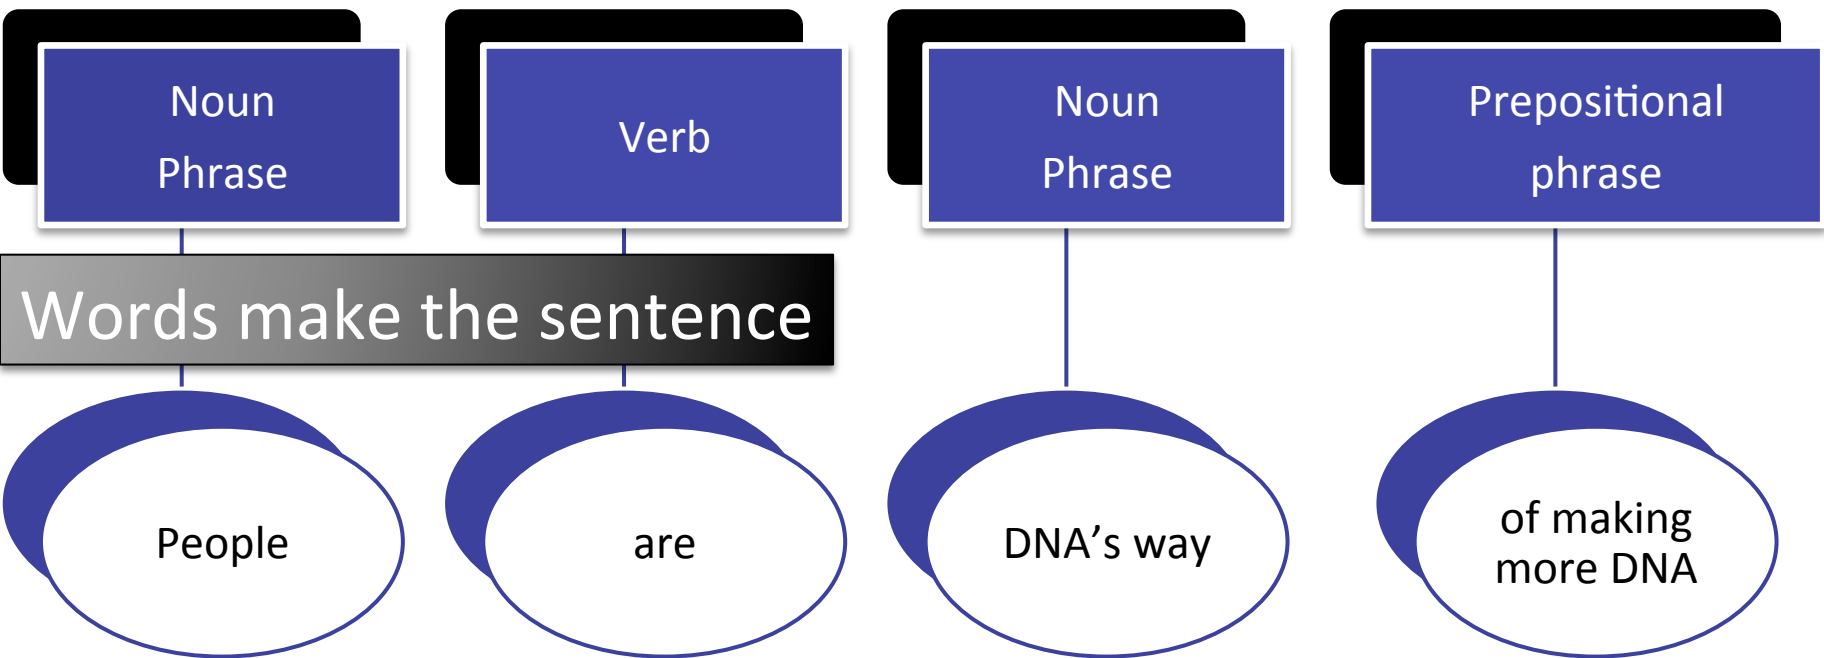 Noun
Phrase
Verb
Noun
Phrase
Prepositional
phrase
Words make the sentence
People
are
DNA’s way
of making
more DNA